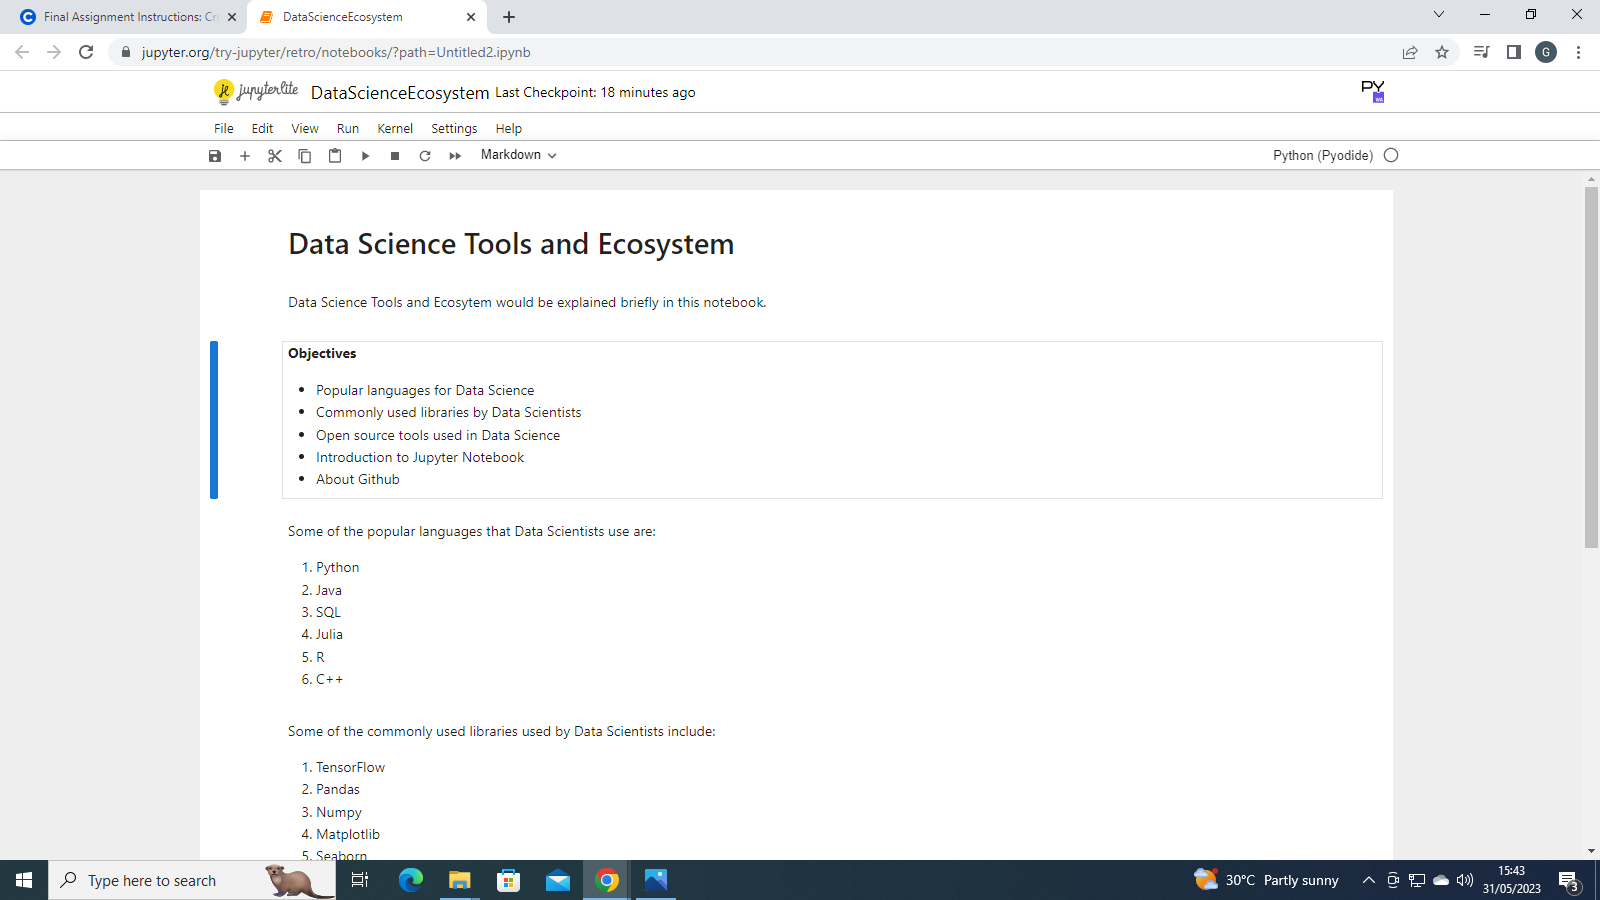 Final Assignment Instructions: Cr
DataScienceEcosystem
jupyter.org/try-jupyter/retro/notebooks/?path=Untitled2.ipynb
G
jupyterlite
DataScienceEcosystem Last Checkpoint: 18 minutes ago
PY
File Edit View Run Kernel Settings Help
Markdown
Python (Pyodide)
Data Science Tools and Ecosystem
Data Science Tools and Ecosytem would be explained briefly in this notebook.
Objectives
• Popular languages for Data Science
• Commonly used libraries by Data Scientists
• Open source tools used in Data Science
• Introduction to Jupyter Notebook
• About Github
Some of the popular languages that Data Scientists use are:
1. Python
2. Java
3. SQL
4. Julia
5. R
6. C++
Some of the commonly used libraries used by Data Scientists include:
1. TensorFlow
2. Pandas
3. Numpy
4. Matplotlib
5. Seaborn
Type here to search
30°C Partly sunny
15:43
31/05/2023
3